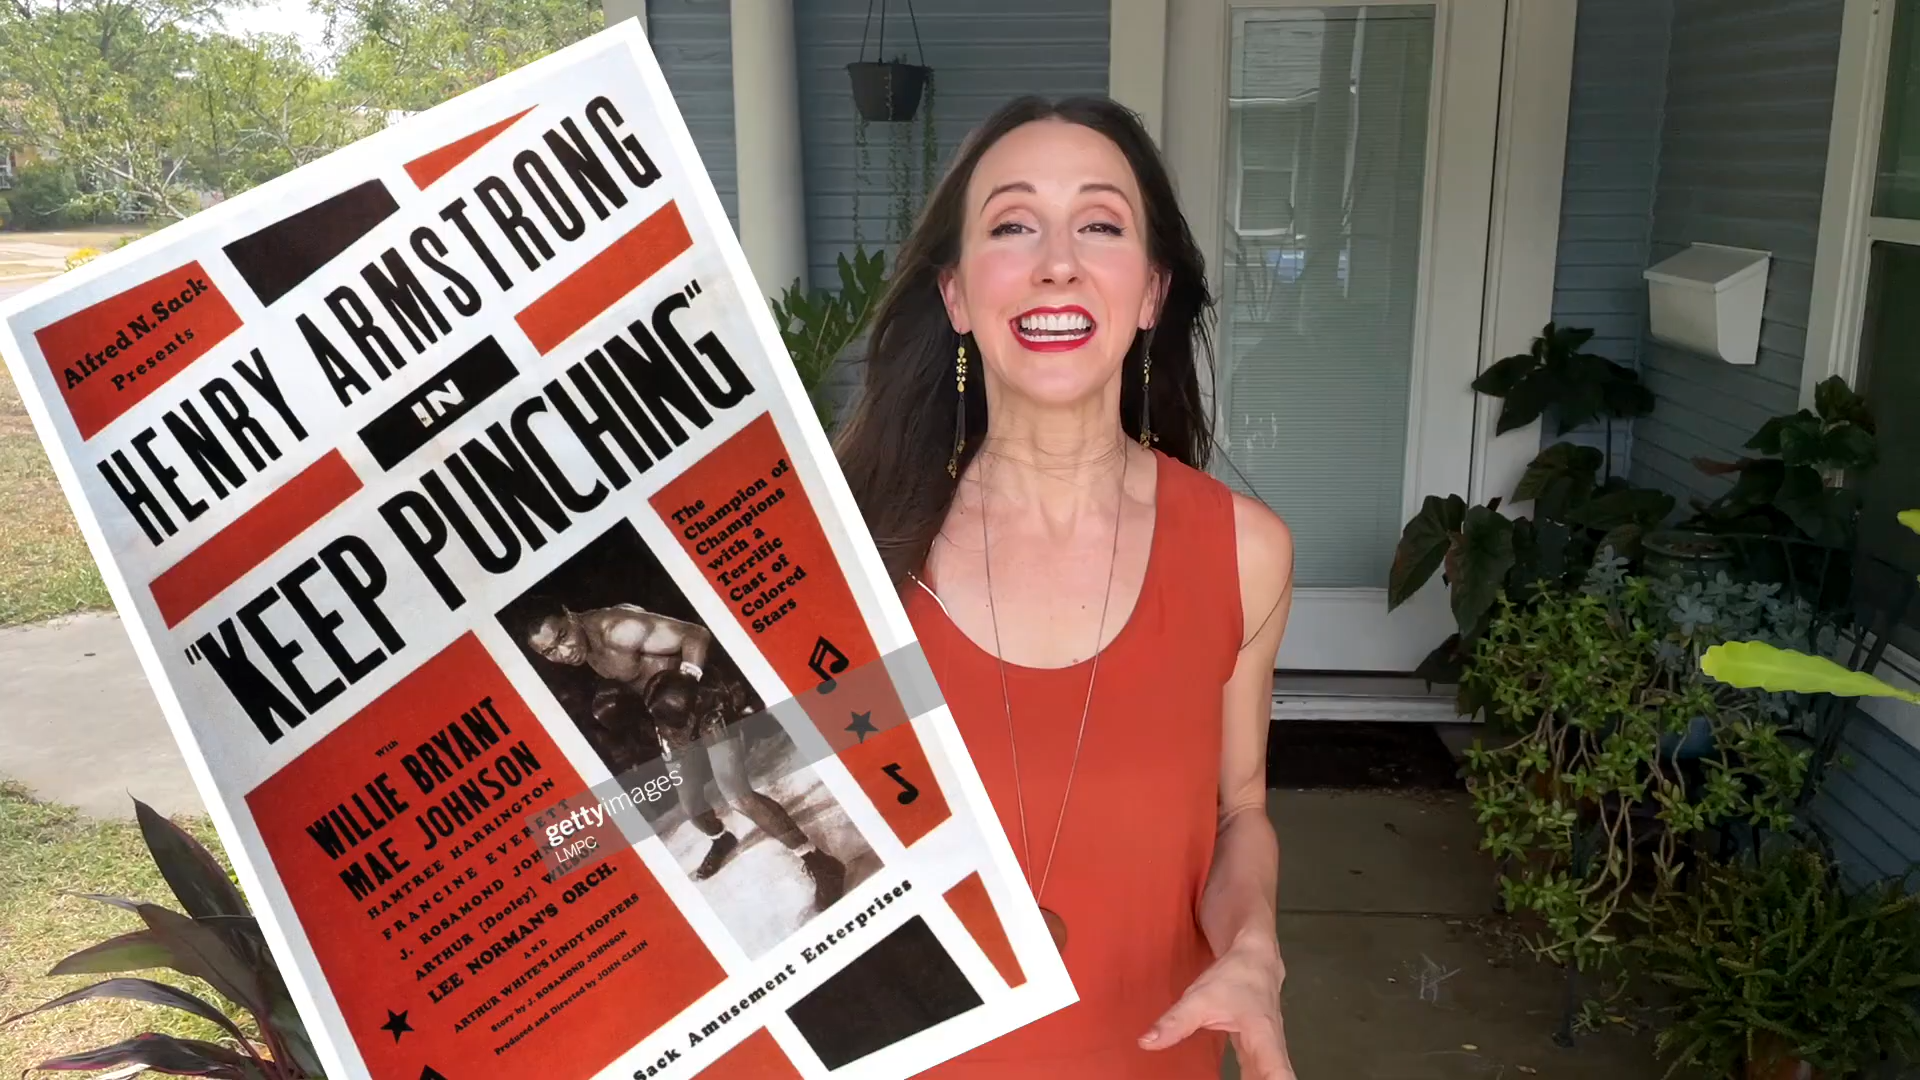 Alfred N. Sack
Presents
HENRY ARMSTRONG
IN
"KEEP PUNCHING"
The
Champion of
Champions
with a
Terrific
Cast of
Colored
Stars
With
WILLIE BRYANT
MAE JOHNSON
HAMTREE HARRINGTON
FRANCINE EVERETT
J. ROSAMOND JOHNSON
ARTHUR [Dooley] WILSON
LEE NORMAN'S ORCH.
AND
ARTHUR WHITE'S LINDY HOPPERS
Story by J. ROSAMOND JOHNSON
Produced and Directed by JOHN CLEIN
Sack Amusement Enterprises
gettyimages
LMPC